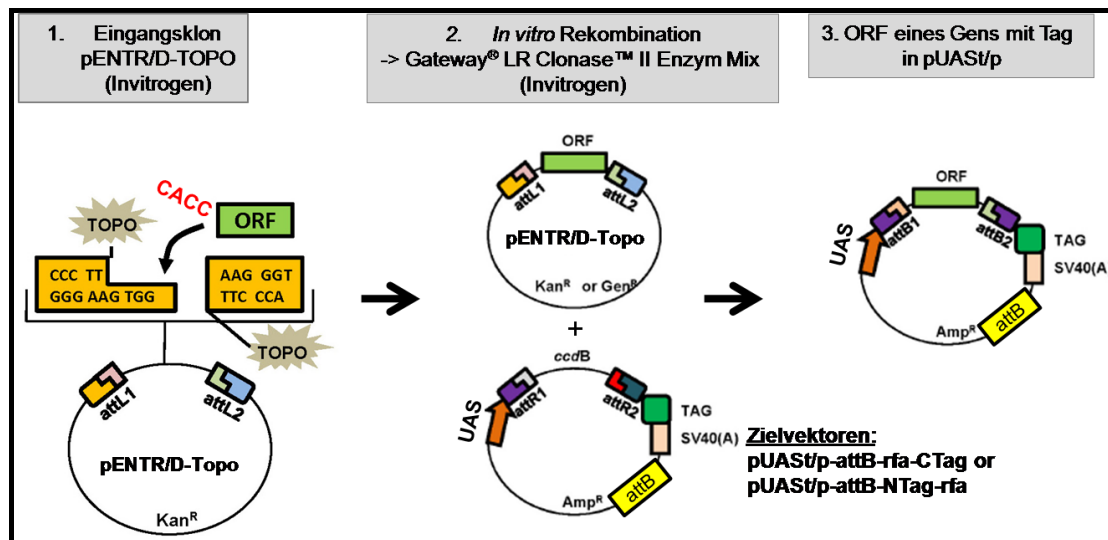 1. Eingangsklon
pENTR/D-TOPO
(Invitrogen)
2. In vitro Rekombination
-> Gateway® LR Clonase™ II Enzym Mix
(Invitrogen)
3. ORF eines Gens mit Tag
in pUASt/p
CACC
TOPO
ORF
CCC TT
GGG AAG TGG
AAG GGT
TTC CCA
TOPO
attL1
attL2
pENTR/D-Topo
Kanᴿ
ORF
attL1
attL2
pENTR/D-Topo
Kanᴿ or Genᴿ
+
ccdB
UAS
attR1
attR2
TAG
SV40(A)
Ampᴿ
attB
Zielvektoren:
pUASt/p-attB-rfa-CTag or
pUASt/p-attB-NTag-rfa
ORF
UAS
attB1
attB2
TAG
SV40(A
Ampᴿ
attB